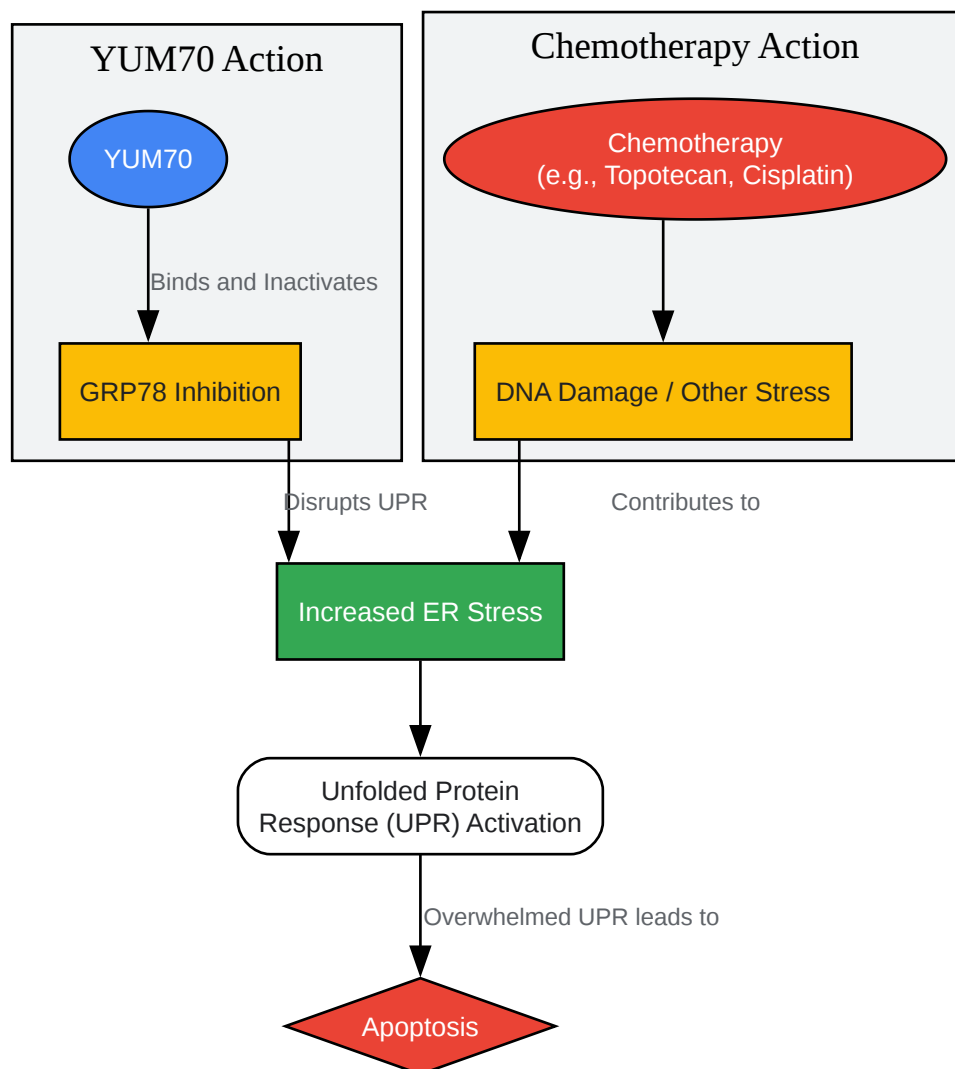 YUM70 Action
YUM70
Binds and Inactivates
GRP78 Inhibition
Chemotherapy Action
Chemotherapy
(e.g., Topotecan, Cisplatin)
DNA Damage / Other Stress
Disrupts UPR
Contributes to
Increased ER Stress
Unfolded Protein
Response (UPR) Activation
Overwhelmed UPR leads to
Apoptosis